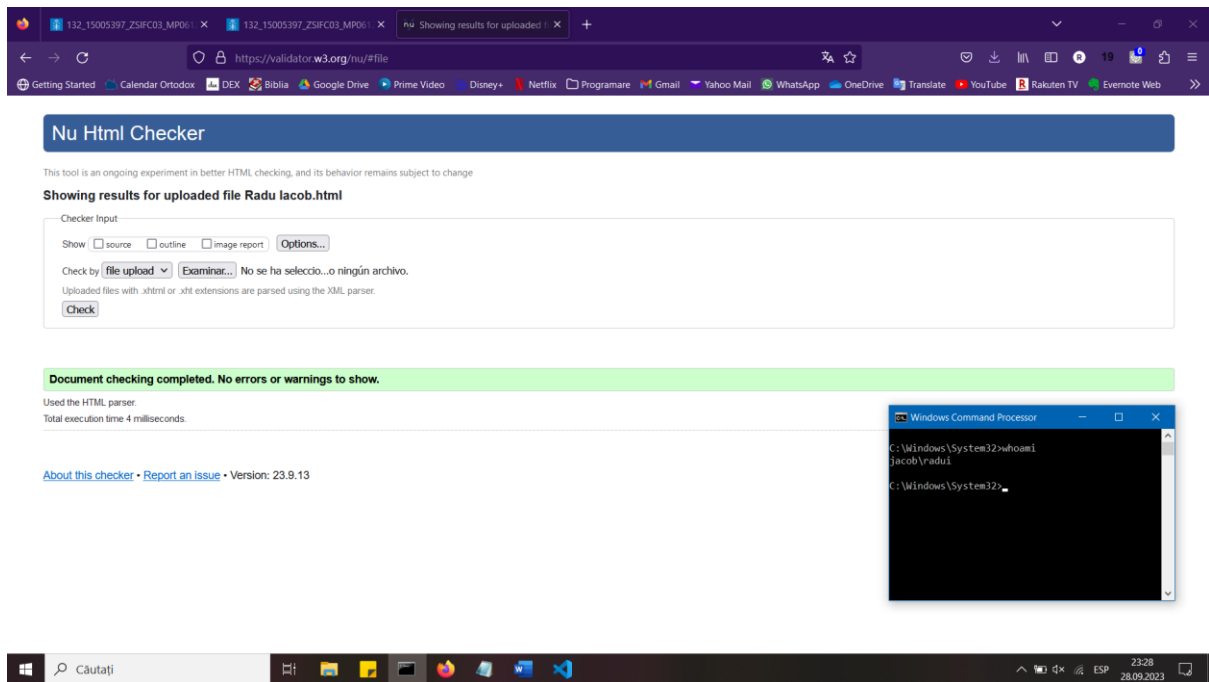 132_15005397_ZSIFC03_MP061
132_15005397_ZSIFC03_MP061
Showing results for uploaded f
https://validator.w3.org/nu/#file
19
0
Getting Started Calendar Ortodox DEX Biblia Google Drive Prime Video Disney+ Netflix Programare Gmail Yahoo Mail WhatsApp OneDrive Translate YouTube Rakuten TV Evernote Web
Nu Html Checker
This tool is an ongoing experiment in better HTML checking, and its behavior remains subject to change
Showing results for uploaded file Radu Iacob.html
Checker Input
Show source outline image report Options...
Check by file upload Examinar... No se ha seleccio...o ningún archivo.
Uploaded files with .xhtml or .xht extensions are parsed using the XML parser.
Check
Document checking completed. No errors or warnings to show.
Used the HTML parser.
Total execution time 4 milliseconds.
About this checker • Report an issue • Version: 23.9.13
Windows Command Processor
C:\Windows\System32>whoami
jacob\radui
C:\Windows\System32>
Căutați
ESP
23:28
28.09.2023